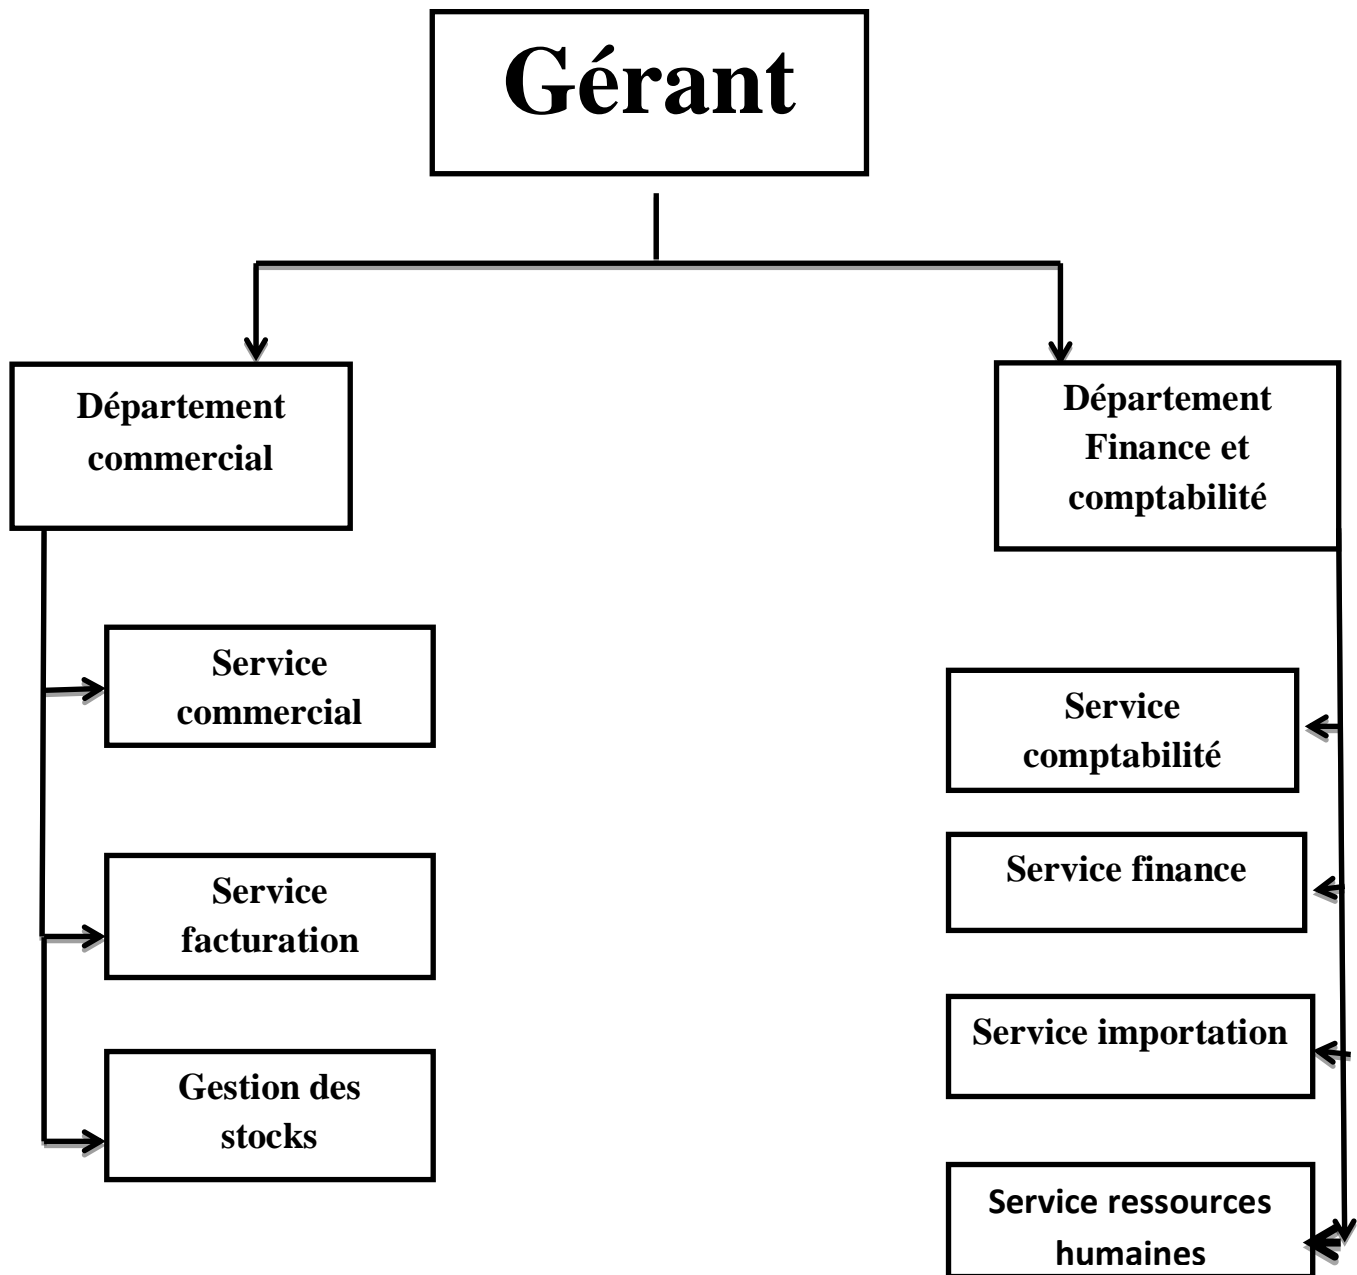 Gérant
Département
commercial
Département
Finance et
comptabilité
Service
commercial
Service
facturation
Gestion des
stocks
Service
comptabilité
Service finance
Service importation
Service ressources
humaines